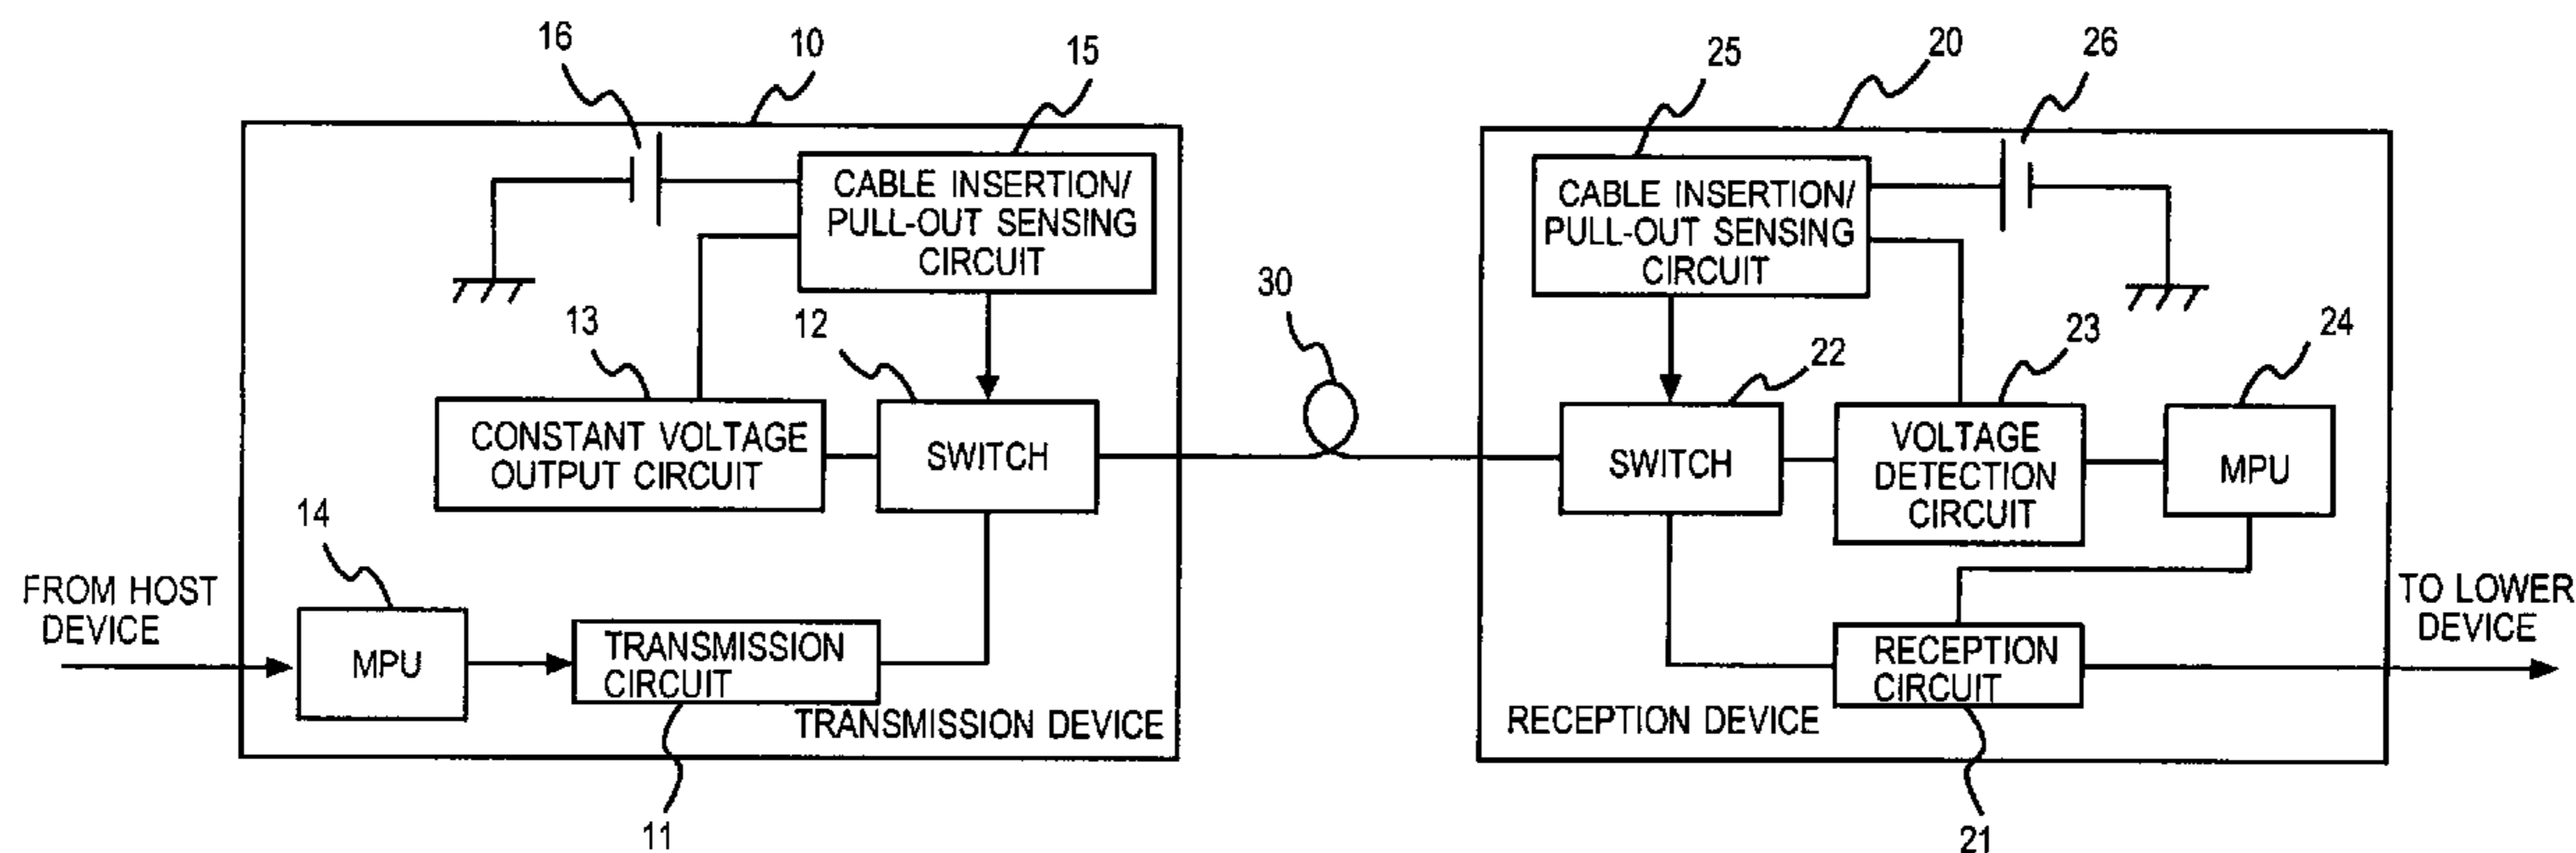 16
10
15
25
20
26
CABLE INSERTION/
PULL-OUT SENSING
CIRCUIT
CABLE INSERTION/
PULL-OUT SENSING
CIRCUIT
30
13
12
22
23
24
CONSTANT VOLTAGE
OUTPUT CIRCUIT
SWITCH
SWITCH
VOLTAGE
DETECTION
CIRCUIT
MPU
14
FROM HOST
DEVICE
MPU
TRANSMISSION
CIRCUIT
TRANSMISSION DEVICE
RECEPTION DEVICE
RECEPTION
CIRCUIT
TO LOWER
DEVICE
11
21